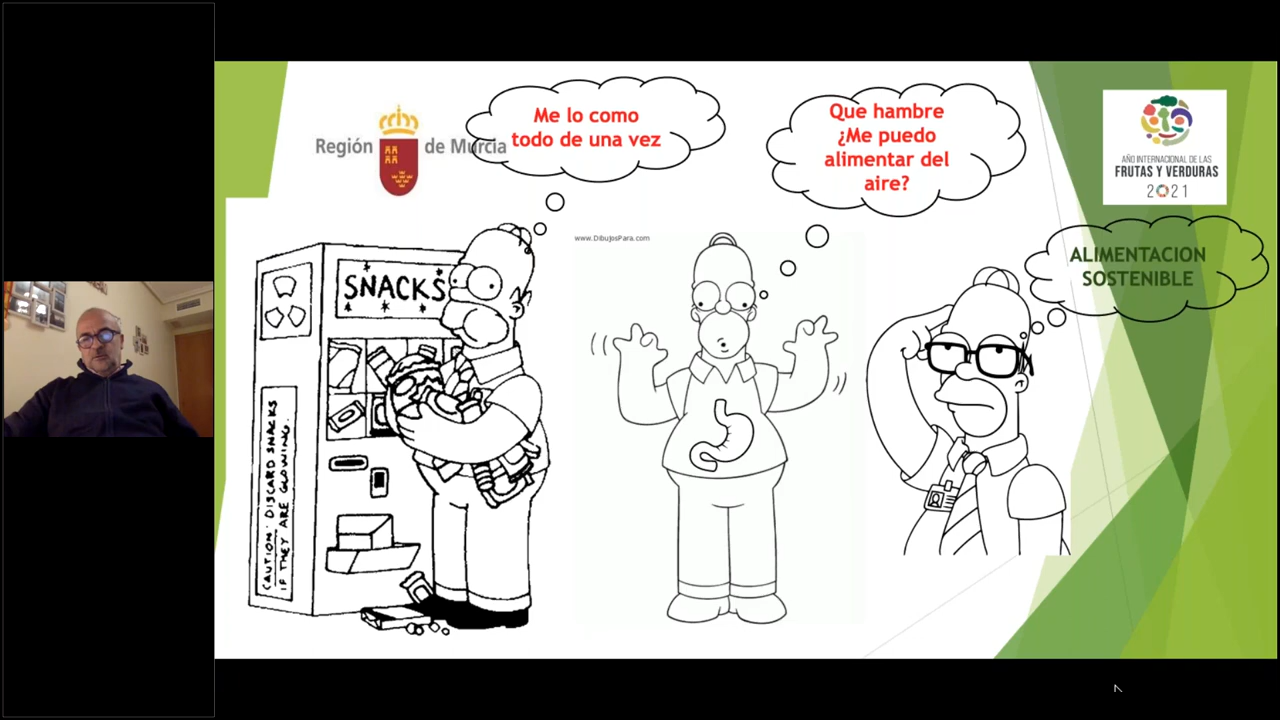 Región de Murcia
Me lo como
todo de una vez
Que hambre
¿Me puedo
alimentar del
aire?
AÑO INTERNACIONAL DE LAS
FRUTAS Y VERDURAS
2021
www.DibujosPara.com
ALIMENTACION
SOSTENIBLE
SNACKS
CAUTION: DISCARD SNACKS
IF THEY ARE GLOWING.